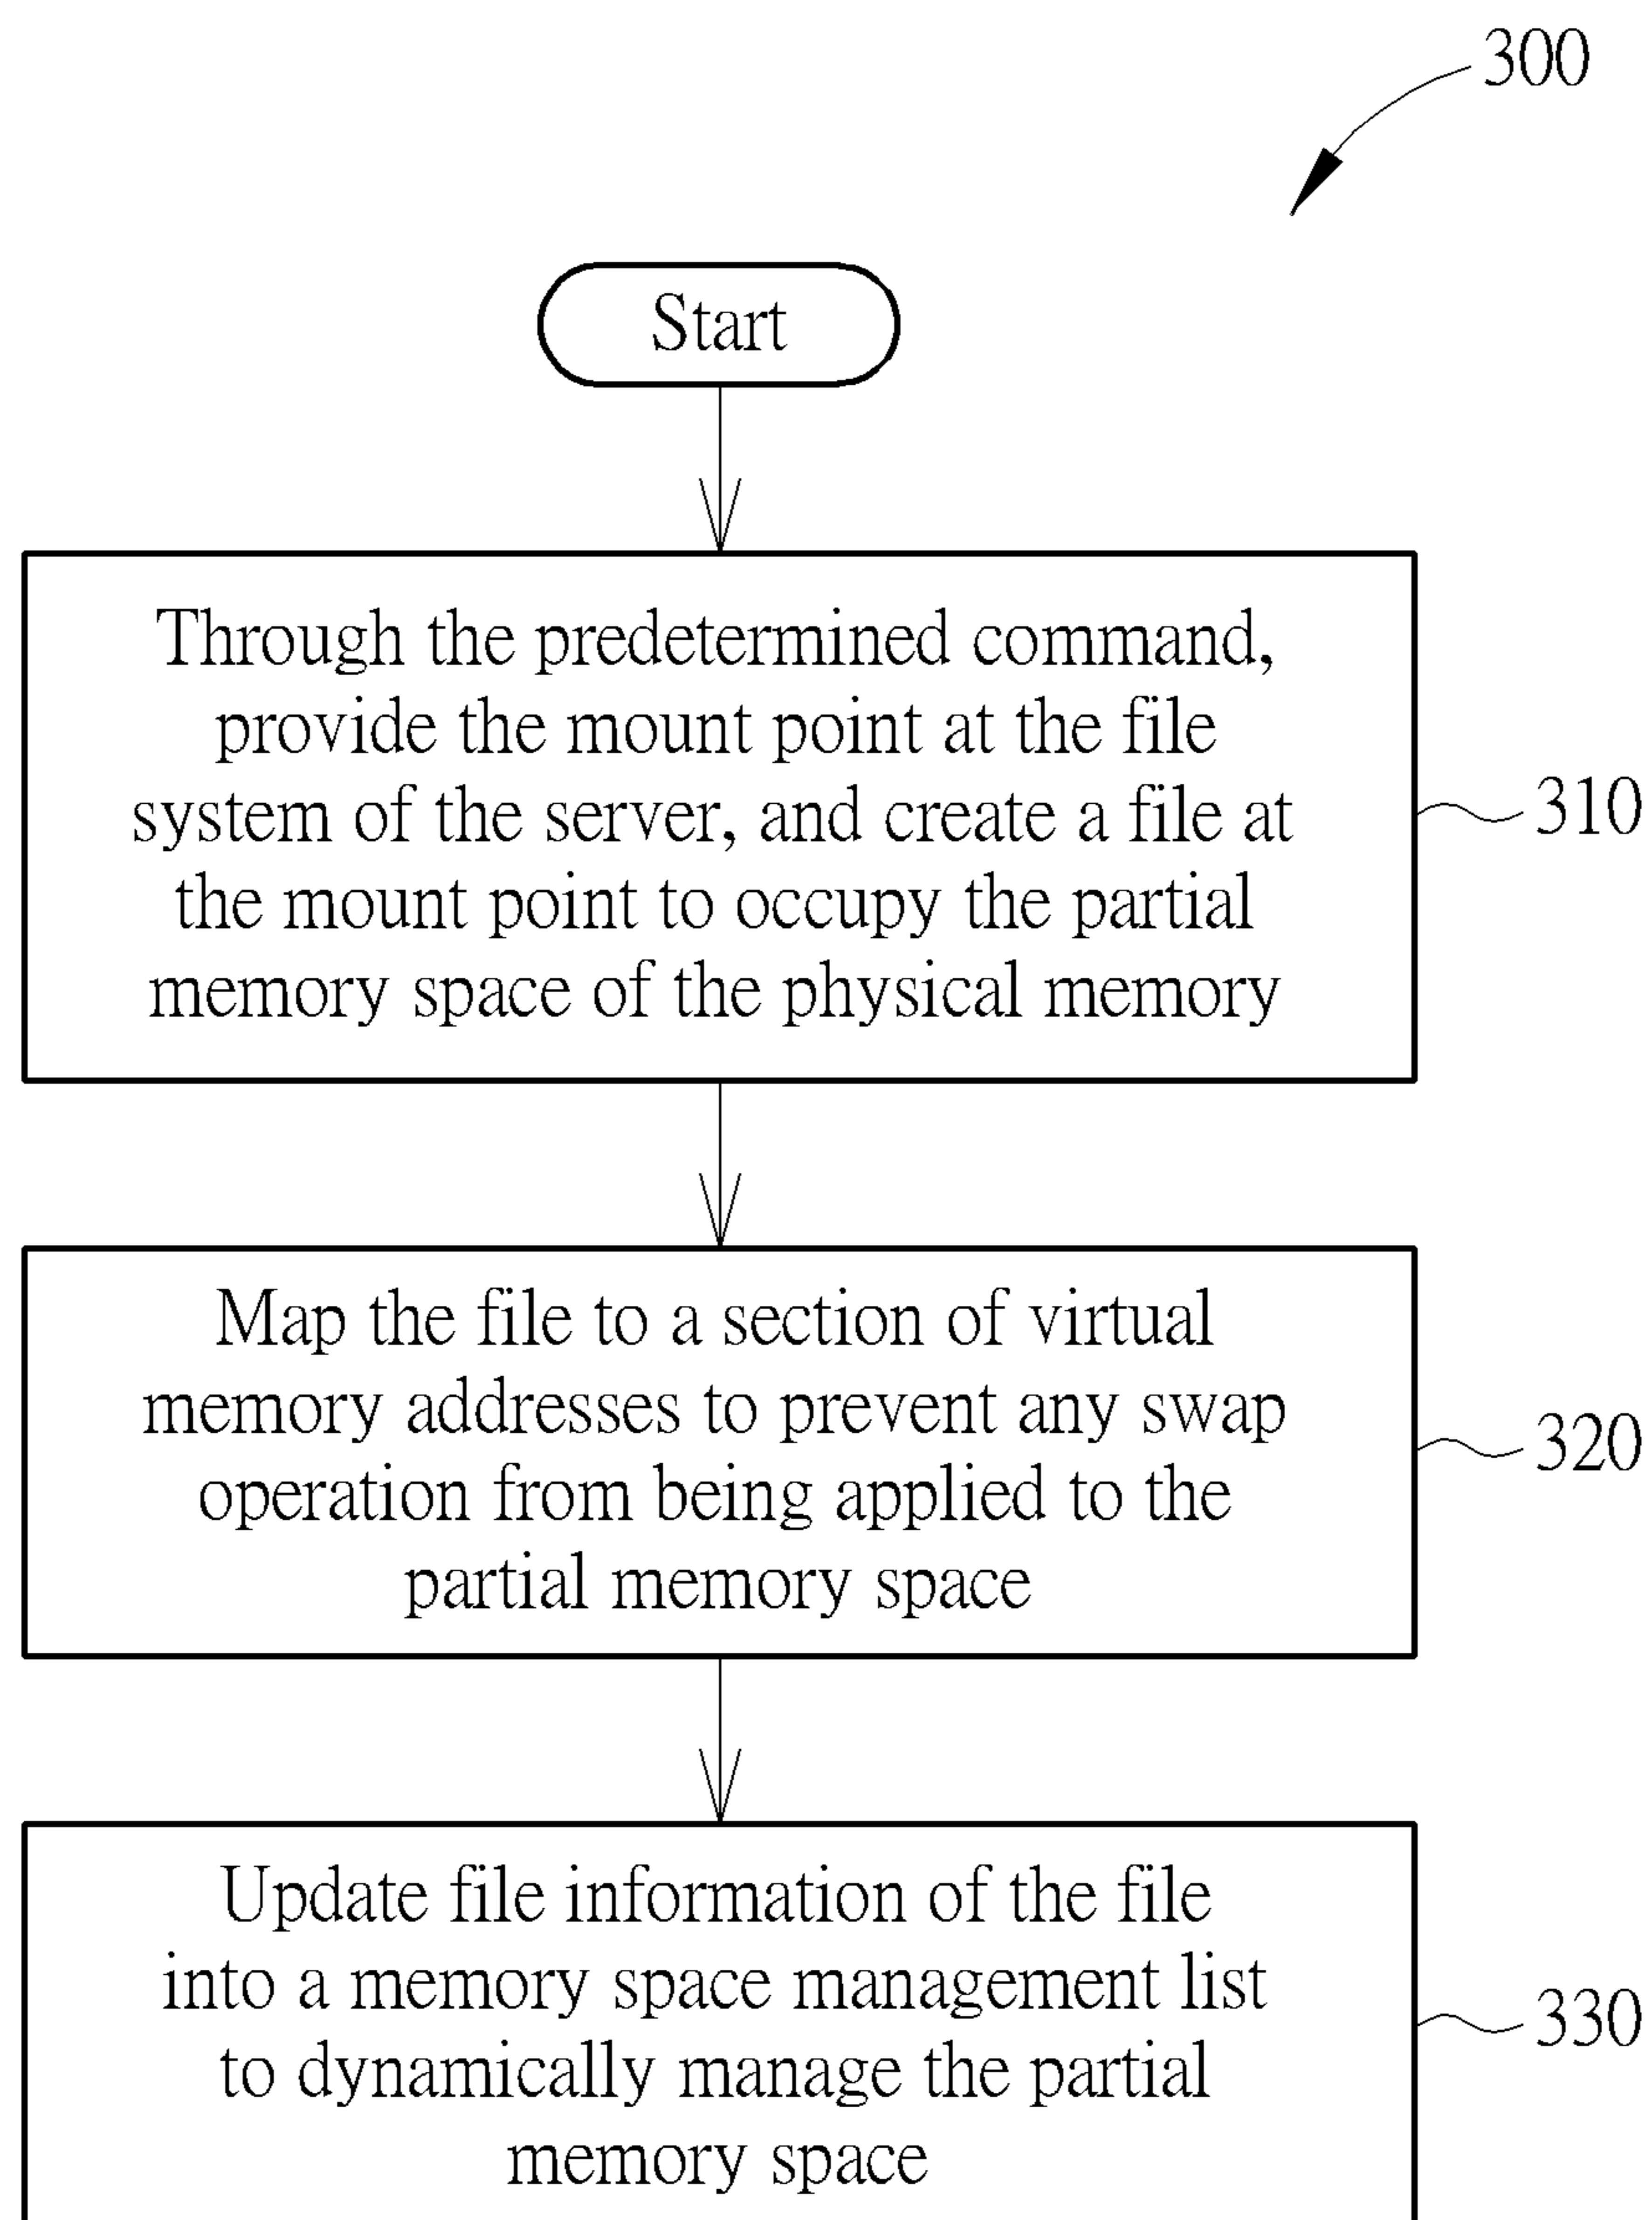 300
Start
Through the predetermined command,
provide the mount point at the file
system of the server, and create a file at
the mount point to occupy the partial
memory space of the physical memory
310
Map the file to a section of virtual
memory addresses to prevent any swap
operation from being applied to the
partial memory space
320
Update file information of the file
into a memory space management list
to dynamically manage the partial
memory space
330